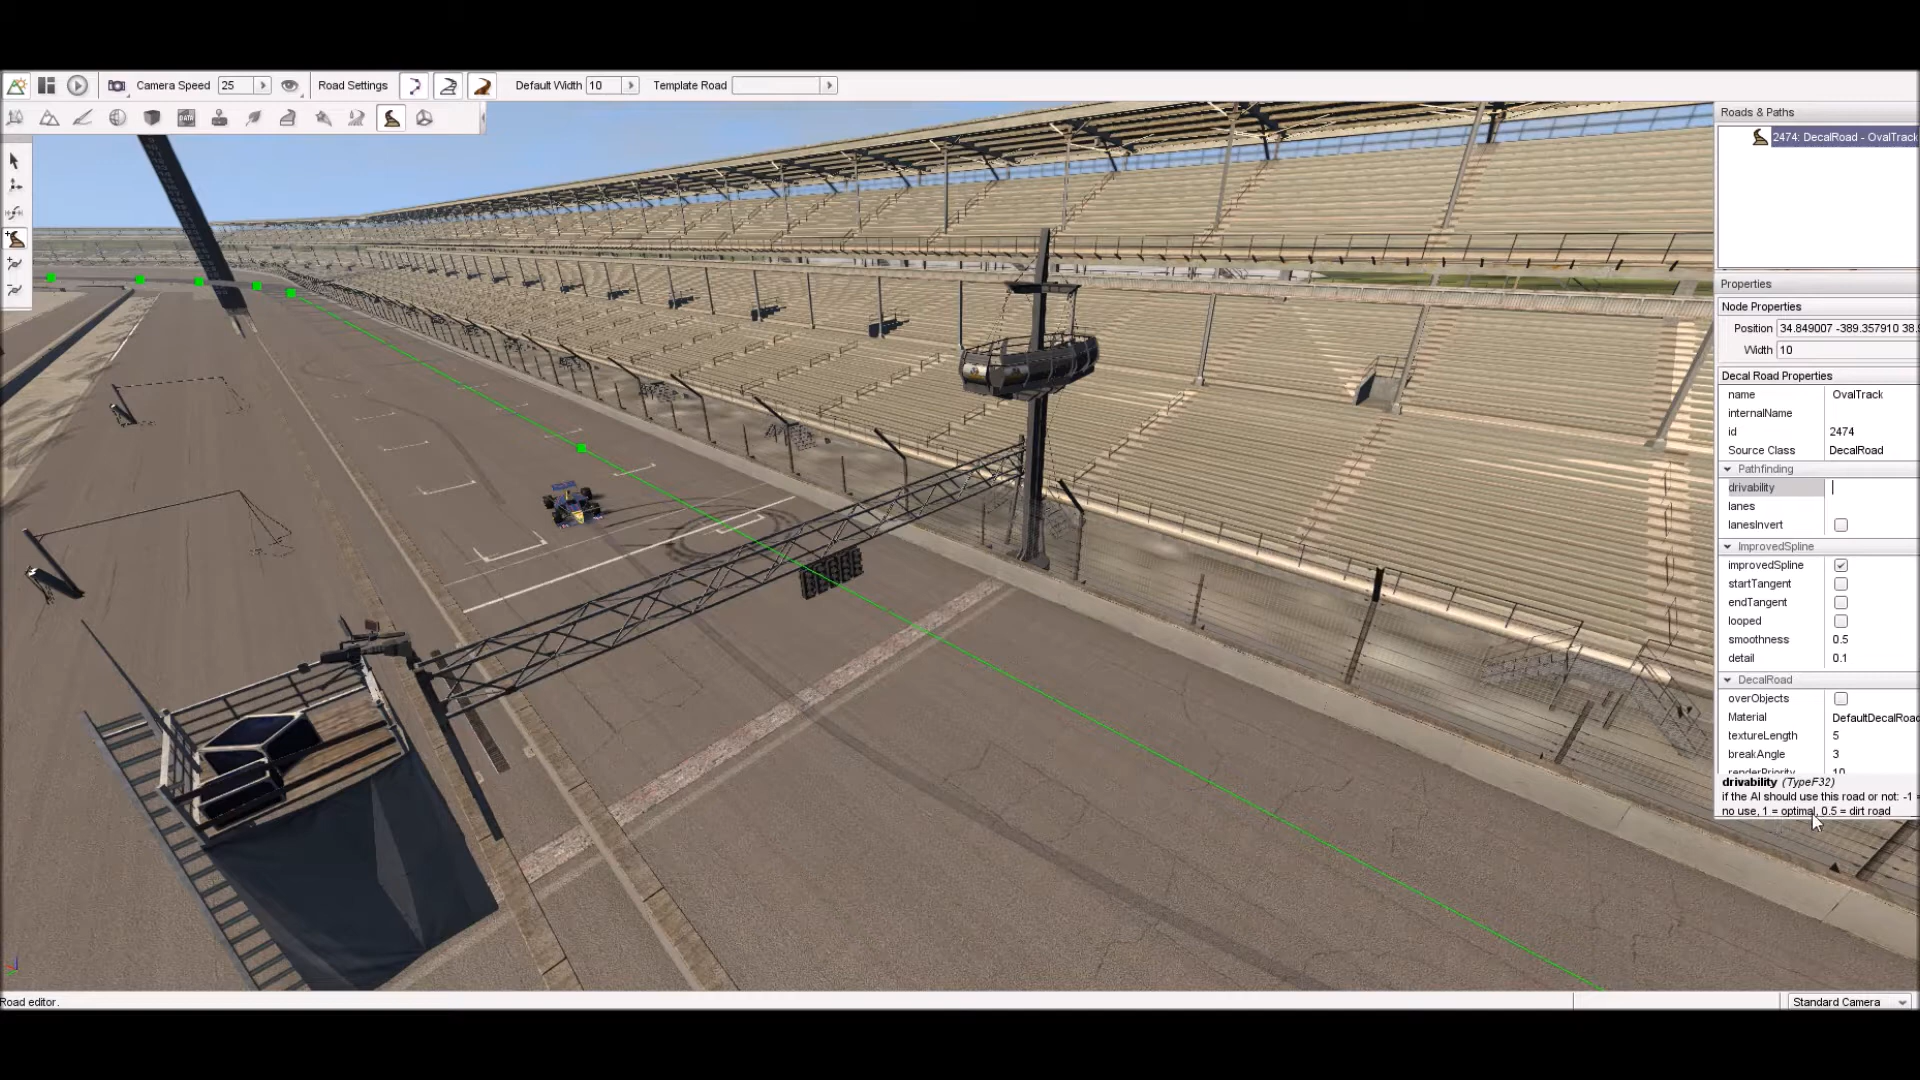 Camera Speed 25 Road Settings Default Width 10 Template Road
DATA
Roads & Paths
2474: DecalRoad - OvalTrack
Properties
Node Properties
Position 34.849007 -389.357910 38.
Width 10
Decal Road Properties
name OvalTrack
internalName
id 2474
Source Class DecalRoad
Pathfinding
drivability
lanes
lanesInvert
ImprovedSpline
improvedSpline
startTangent
endTangent
looped
smoothness 0.5
detail 0.1
DecalRoad
overObjects
Material DefaultDecalRoad
textureLength 5
breakAngle 3
renderPriority 10
drivability (TypeF32)
if the AI should use this road or not: -1 =
no use, 1 = optimal, 0.5 = dirt road
Road editor.
Standard Camera